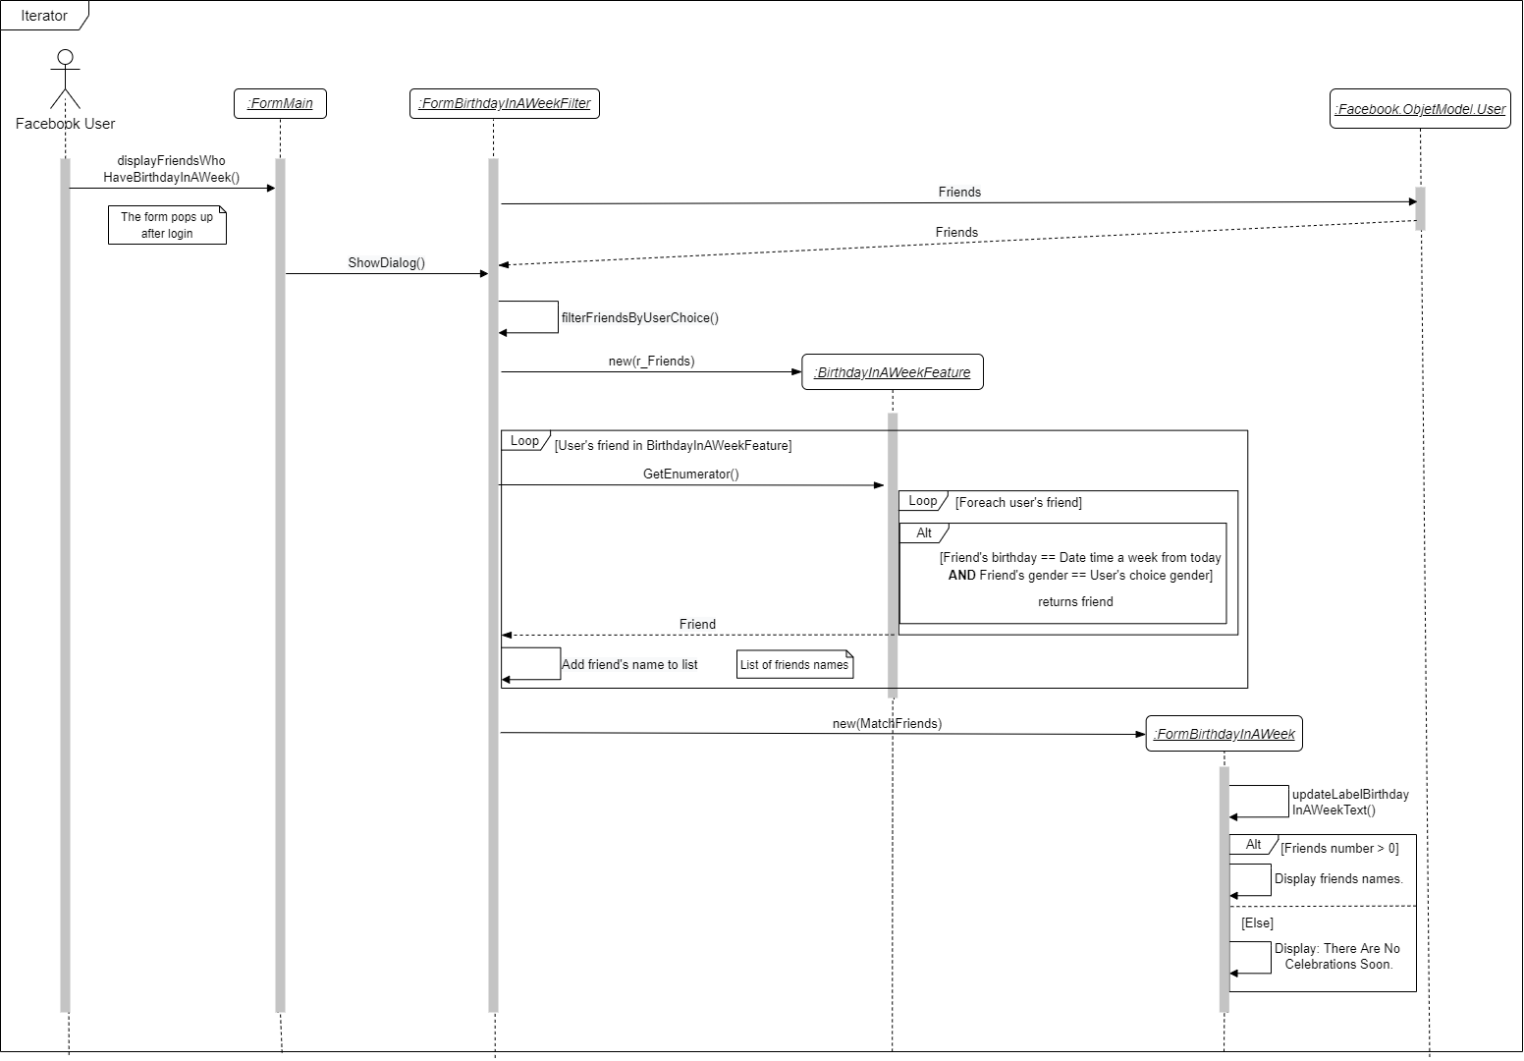 Iterator
Facebook User
:FormMain
:FormBirthdayInAWeekFilter
:Facebook.ObjetModel.User
displayFriendsWho
HaveBirthdayInAWeek()
The form pops up
after login
Friends
Friends
ShowDialog()
filterFriendsByUserChoice()
new(r_Friends)
:BirthdayInAWeekFeature
Loop
[User's friend in BirthdayInAWeekFeature]
GetEnumerator()
Loop
[Foreach user's friend]
Alt
[Friend's birthday == Date time a week from today
AND Friend's gender == User's choice gender]
returns friend
Friend
Add friend's name to list
List of friends names
new(MatchFriends)
:FormBirthdayInAWeek
updateLabelBirthday
InAWeekText()
Alt
[Friends number > 0]
Display friends names.
[Else]
Display: There Are No
Celebrations Soon.